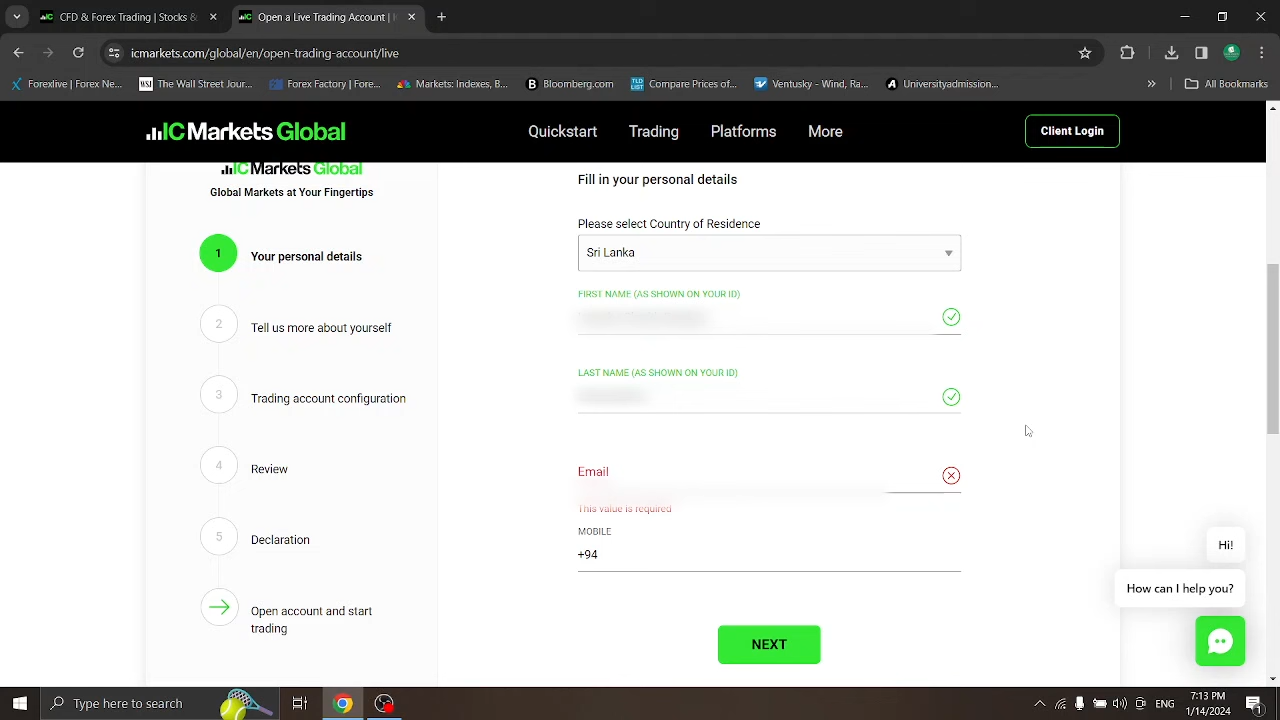 CFD & Forex Trading | Stocks &
Open a Live Trading Account |
icmarkets.com/global/en/open-trading-account/live
Forexlive | Forex Ne...
The Wall Street Jour...
Forex Factory | Fore...
Markets: Indexes, B...
Bloomberg.com
Compare Prices of...
Ventusky - Wind, Ra...
Universityadmission...
All Bookmarks
IC Markets Global
Quickstart
Trading
Platforms
More
Client Login
IC Markets Global
Global Markets at Your Fingertips
1
Your personal details
2
Tell us more about yourself
3
Trading account configuration
4
Review
5
Declaration
Open account and start
trading
Fill in your personal details
Please select Country of Residence
Sri Lanka
FIRST NAME (AS SHOWN ON YOUR ID)
LAST NAME (AS SHOWN ON YOUR ID)
Email
This value is required
MOBILE
+94
NEXT
Hi!
How can I help you?
Type here to search
ENG
7:13 PM
1/14/2024